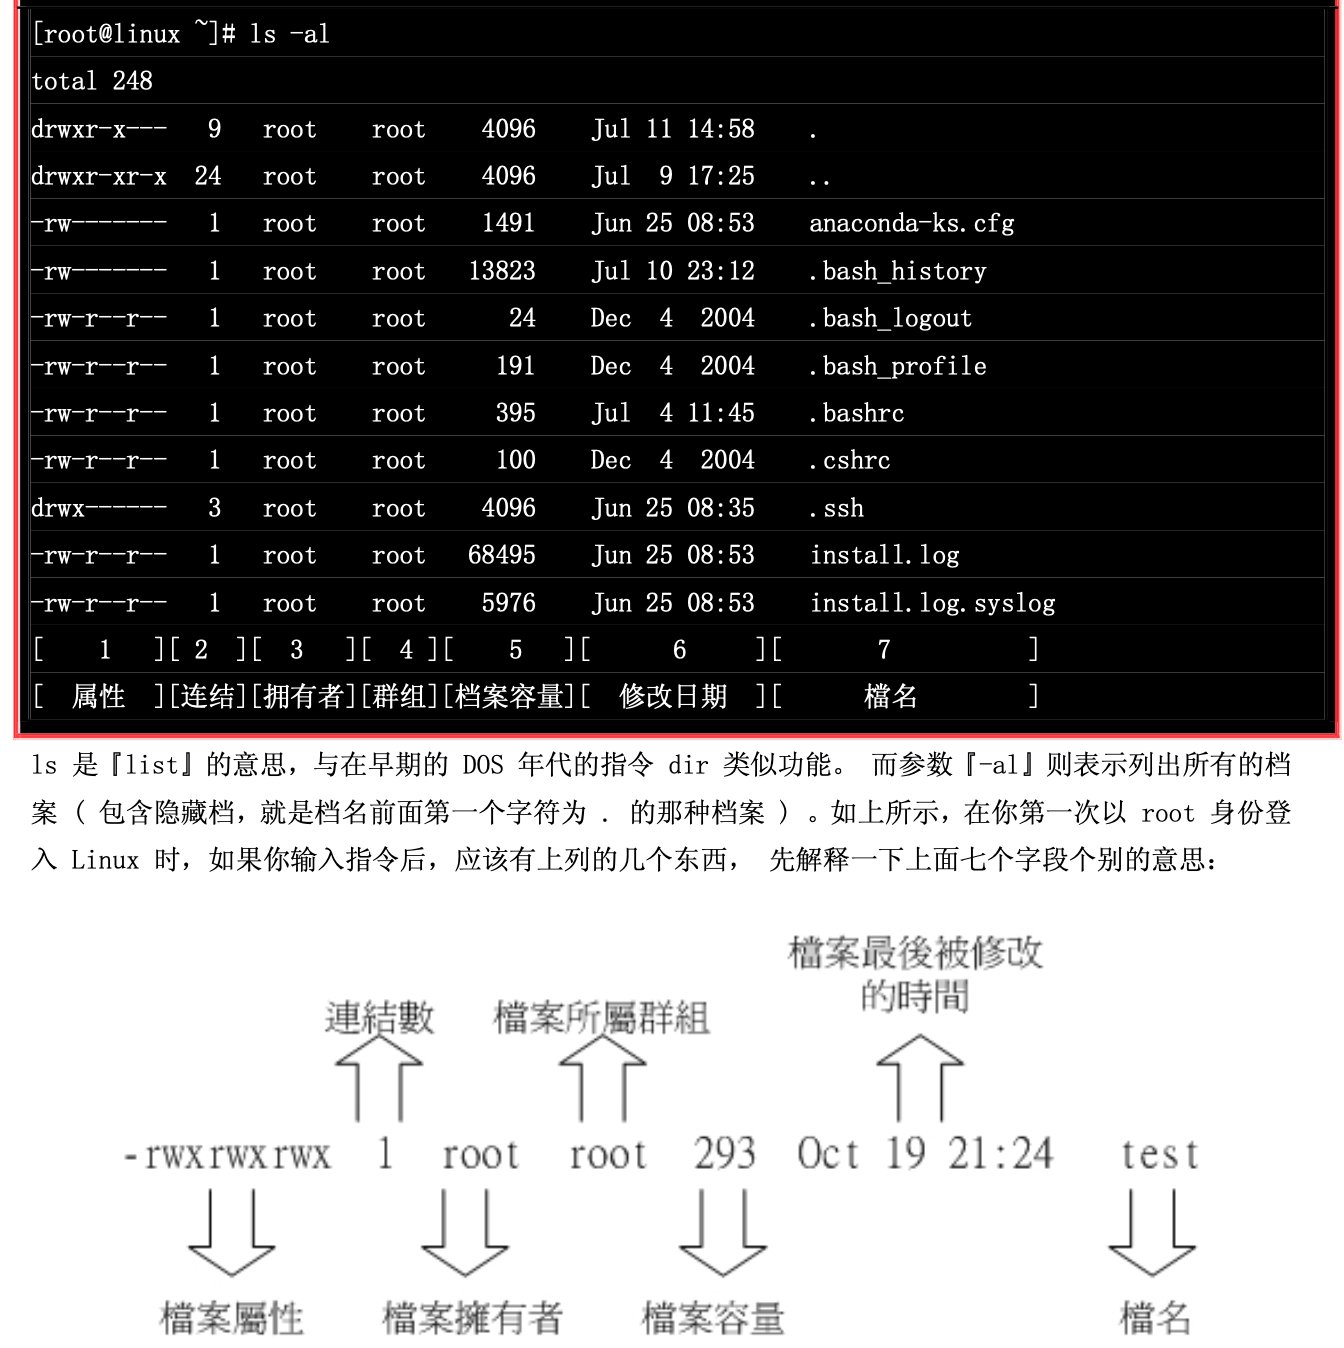 [root@linux ~]# ls -al
total 248
drwxr-x---   9   root    root    4096    Jul 11 14:58    .
drwxr-xr-x  24   root    root    4096    Jul  9 17:25    ..
-rw-------   1   root    root    1491    Jun 25 08:53    anaconda-ks.cfg
-rw-------   1   root    root   13823    Jul 10 23:12    .bash_history
-rw-r--r--   1   root    root      24    Dec  4  2004    .bash_logout
-rw-r--r--   1   root    root     191    Dec  4  2004    .bash_profile
-rw-r--r--   1   root    root     395    Jul  4 11:45    .bashrc
-rw-r--r--   1   root    root     100    Dec  4  2004    .cshrc
drwx------   3   root    root    4096    Jun 25 08:35    .ssh
-rw-r--r--   1   root    root   68495    Jun 25 08:53    install.log
-rw-r--r--   1   root    root    5976    Jun 25 08:53    install.log.syslog
[    1   ][ 2  ][  3   ][  4 ][    5   ][      6     ][       7          ]
[  属性  ][连结][拥有者][群组][档案容量][  修改日期  ][      檔名        ]
ls 是『list』的意思，与在早期的 DOS 年代的指令 dir 类似功能。 而参数『-al』则表示列出所有的档
案 ( 包含隐藏档，就是档名前面第一个字符为 . 的那种档案 ) 。如上所示，在你第一次以 root 身份登
入 Linux 时，如果你输入指令后，应该有上列的几个东西， 先解释一下上面七个字段个别的意思：
檔案最後被修改
的時間
連結數 檔案所屬群組
-rwxrwxrwx 1 root root 293 Oct 19 21:24 test
檔案屬性 檔案擁有者 檔案容量 檔名